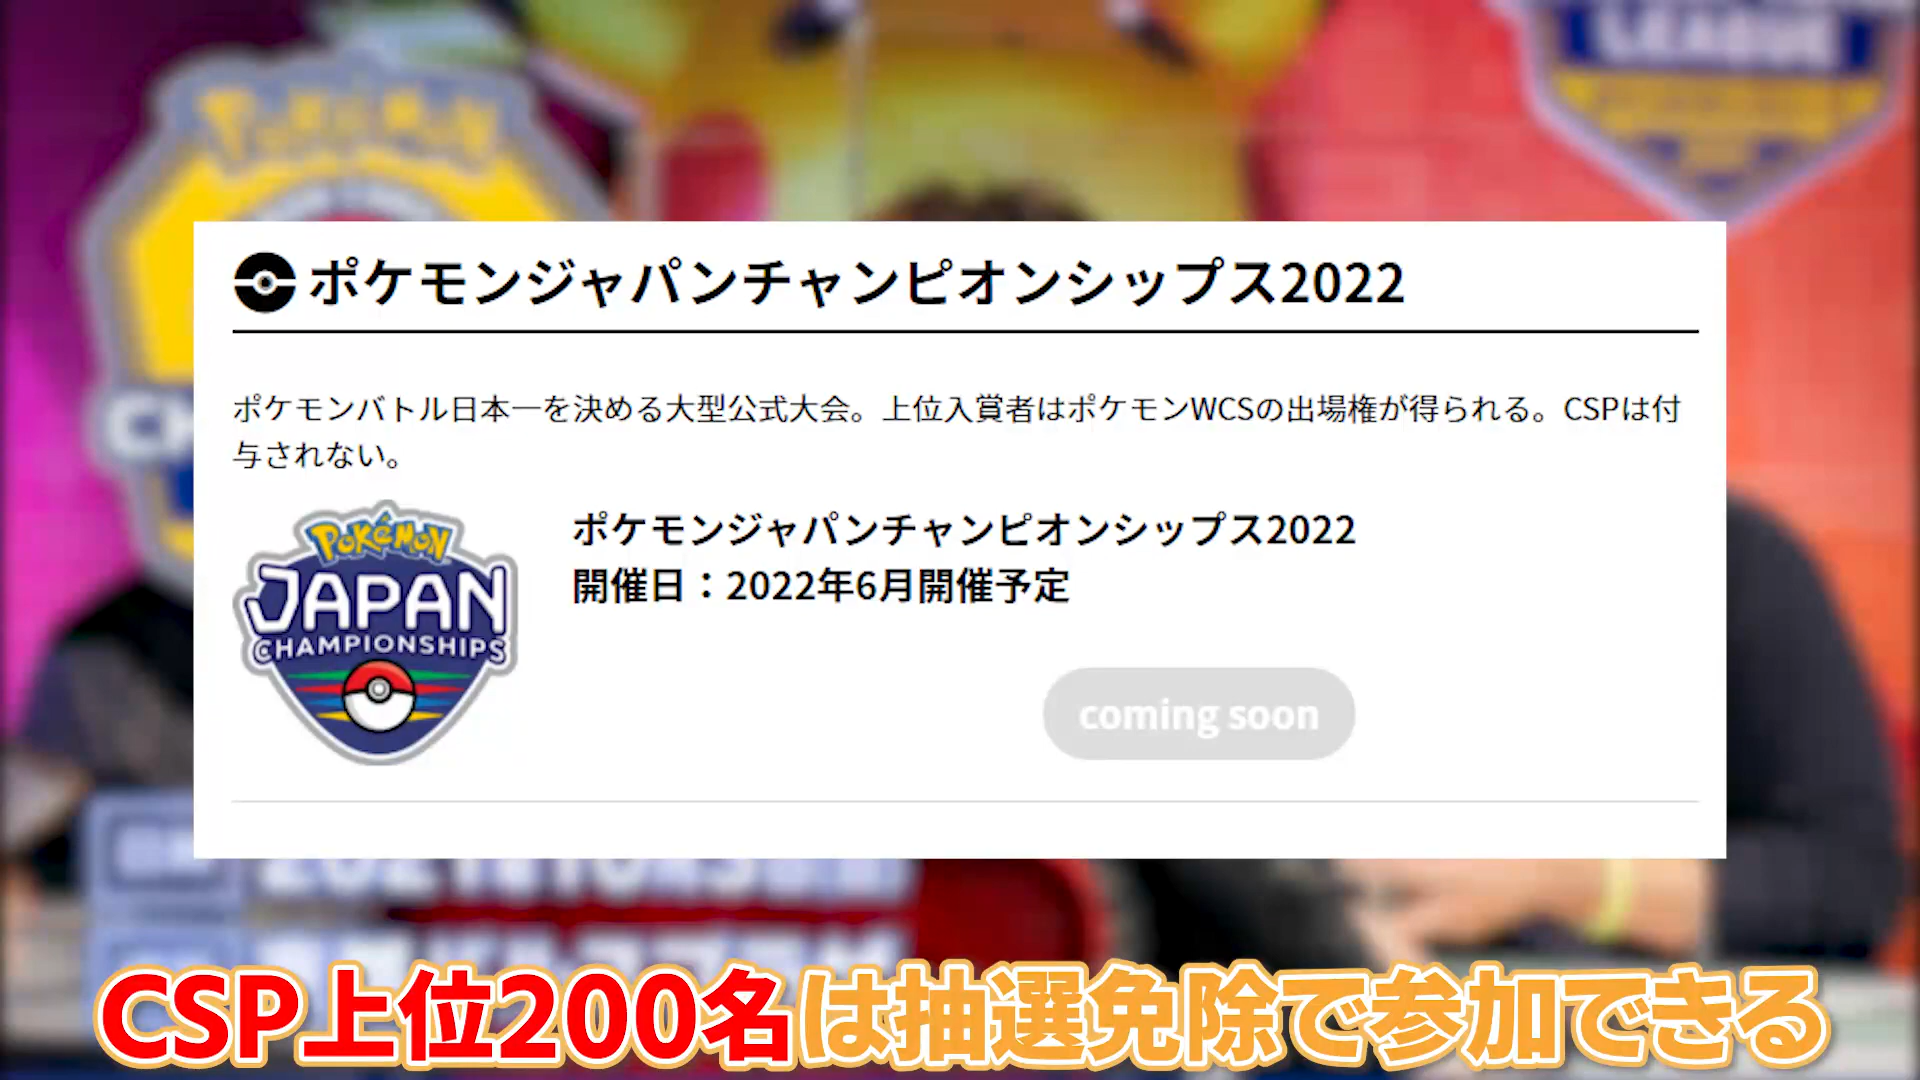 LEAGUE
Pokémon
CH
ポケモンジャパンチャンピオンシップス2022
ポケモンバトル日本一を決める大型公式大会。上位入賞者はポケモンWCSの出場権が得られる。CSPは付
与されない。
POKéMON
JAPAN
CHAMPIONSHIPS
ポケモンジャパンチャンピオンシップス2022
開催日：2022年6月開催予定
coming soon
CSP上位200名は抽選免除で参加できる